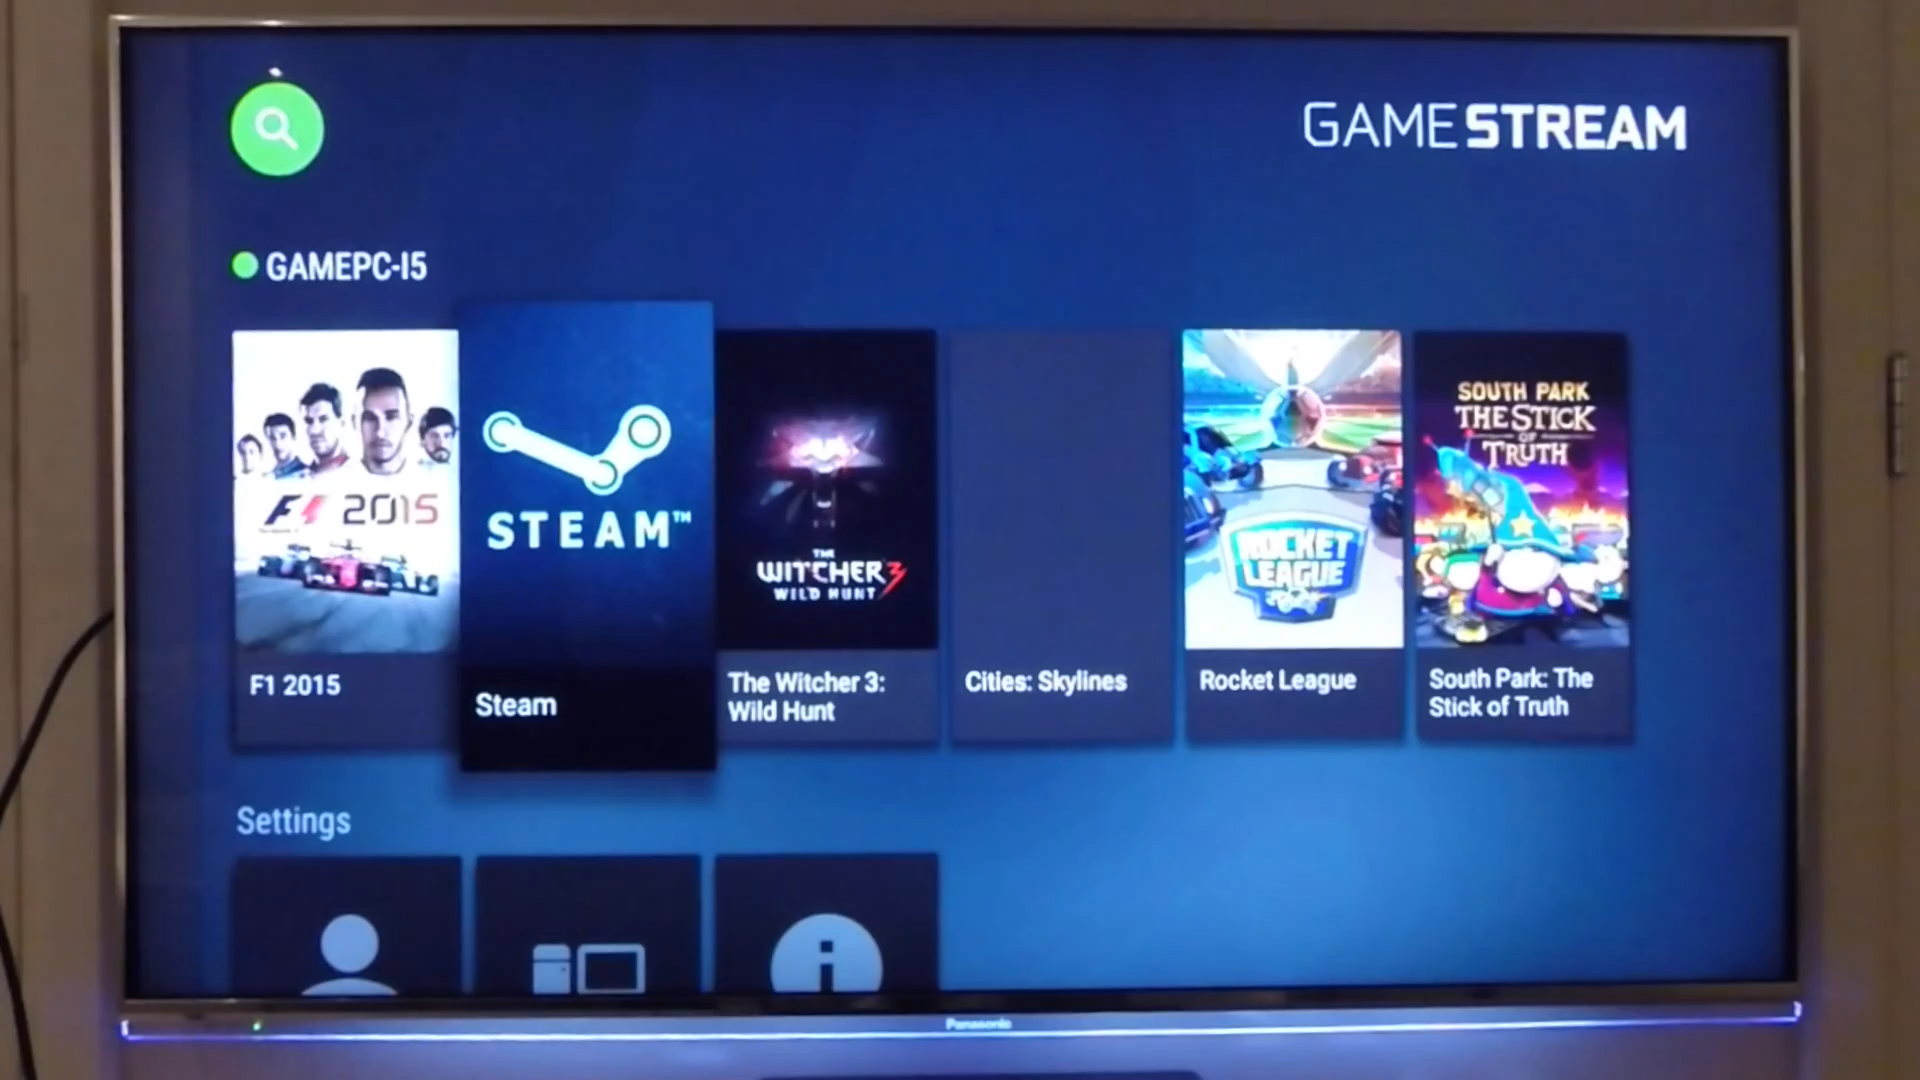 GAMESTREAM
GAMEPC-I5
F1 2015
STEAM™
THE
WITCHER 3
WILD HUNT
ROCKET
LEAGUE
SOUTH PARK
THE STICK
OF
TRUTH
F1 2015
Steam
The Witcher 3:
Wild Hunt
Cities: Skylines
Rocket League
South Park: The
Stick of Truth
Settings
Panasonic